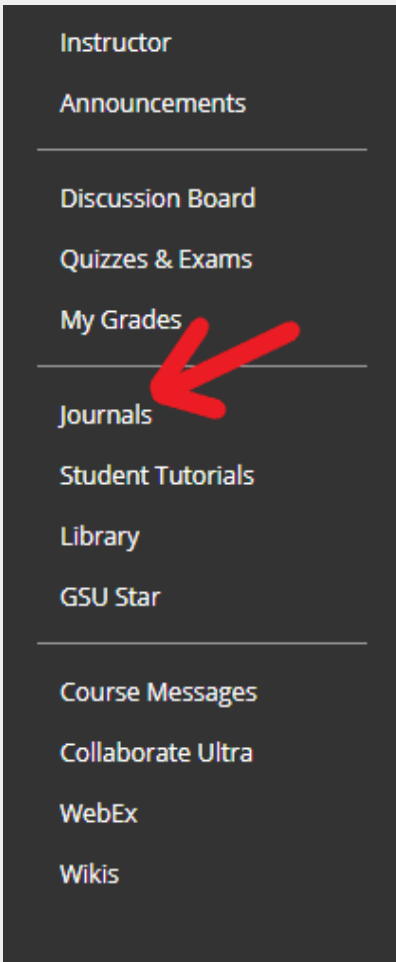 Instructor
Announcements
Discussion Board
Quizzes & Exams
My Grades
Journals
Student Tutorials
Library
GSU Star
Course Messages
Collaborate Ultra
WebEx
Wikis